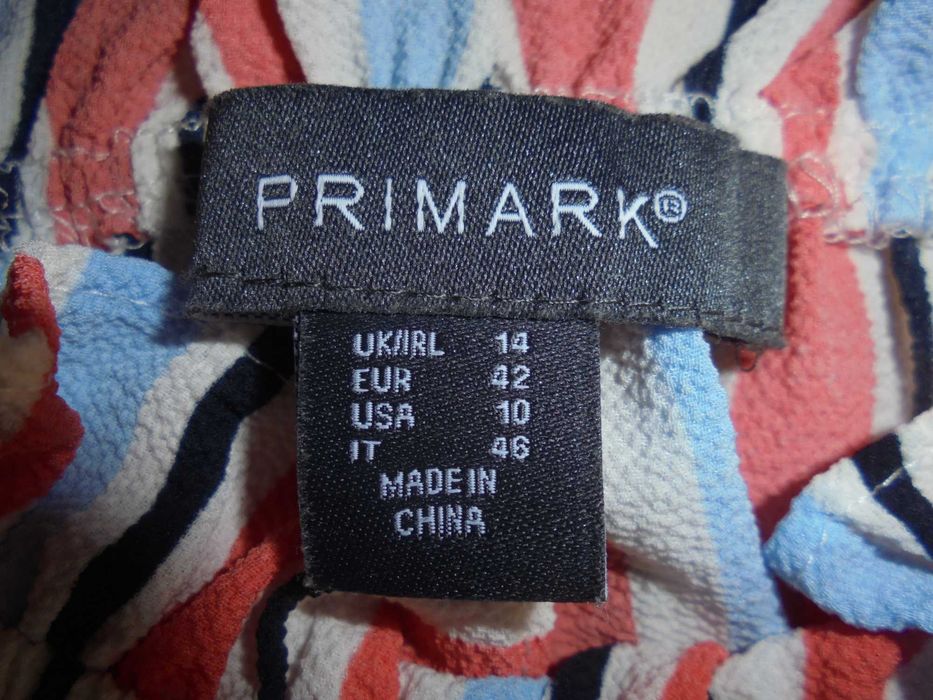 PRIMARK®
UK/IRL 14
EUR 42
USA 10
IT 46
MADE IN
CHINA